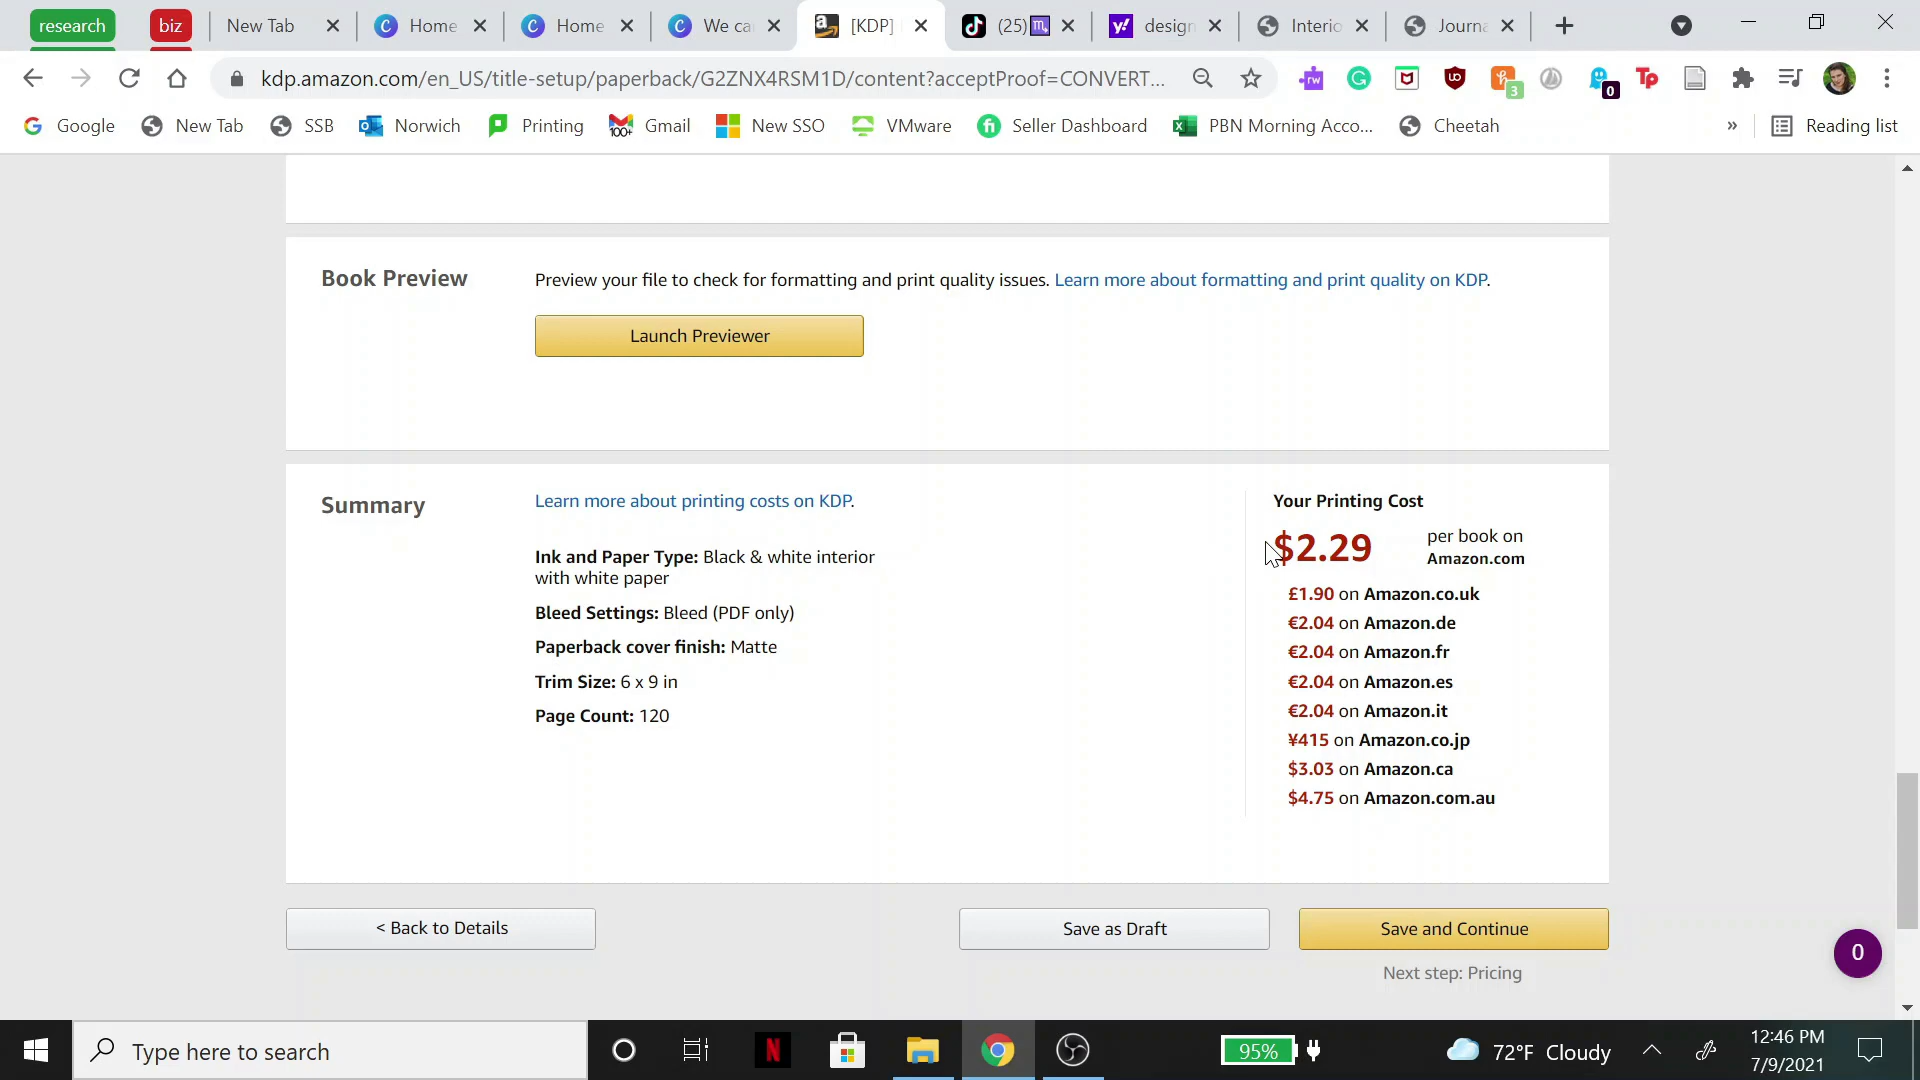 research
biz
New Tab
Home
Home
We ca
[KDP]
(25)
desig
Interio
Journa
kdp.amazon.com/en_US/title-setup/paperback/G2ZNX4RSM1D/content?acceptProof=CONVERT...
3
0
Google
New Tab
SSB
Norwich
Printing
Gmail
New SSO
VMware
Seller Dashboard
PBN Morning Acco...
Cheetah
»
Reading list
Book Preview
Preview your file to check for formatting and print quality issues. Learn more about formatting and print quality on KDP.
Launch Previewer
Summary
Learn more about printing costs on KDP.
Ink and Paper Type: Black & white interior
with white paper
Bleed Settings: Bleed (PDF only)
Paperback cover finish: Matte
Trim Size: 6 x 9 in
Page Count: 120
Your Printing Cost
$2.29
per book on
Amazon.com
£1.90 on Amazon.co.uk
€2.04 on Amazon.de
€2.04 on Amazon.fr
€2.04 on Amazon.es
€2.04 on Amazon.it
¥415 on Amazon.co.jp
$3.03 on Amazon.ca
$4.75 on Amazon.com.au
< Back to Details
Save as Draft
Save and Continue
Next step: Pricing
0
Type here to search
95%
72°F Cloudy
12:46 PM
7/9/2021